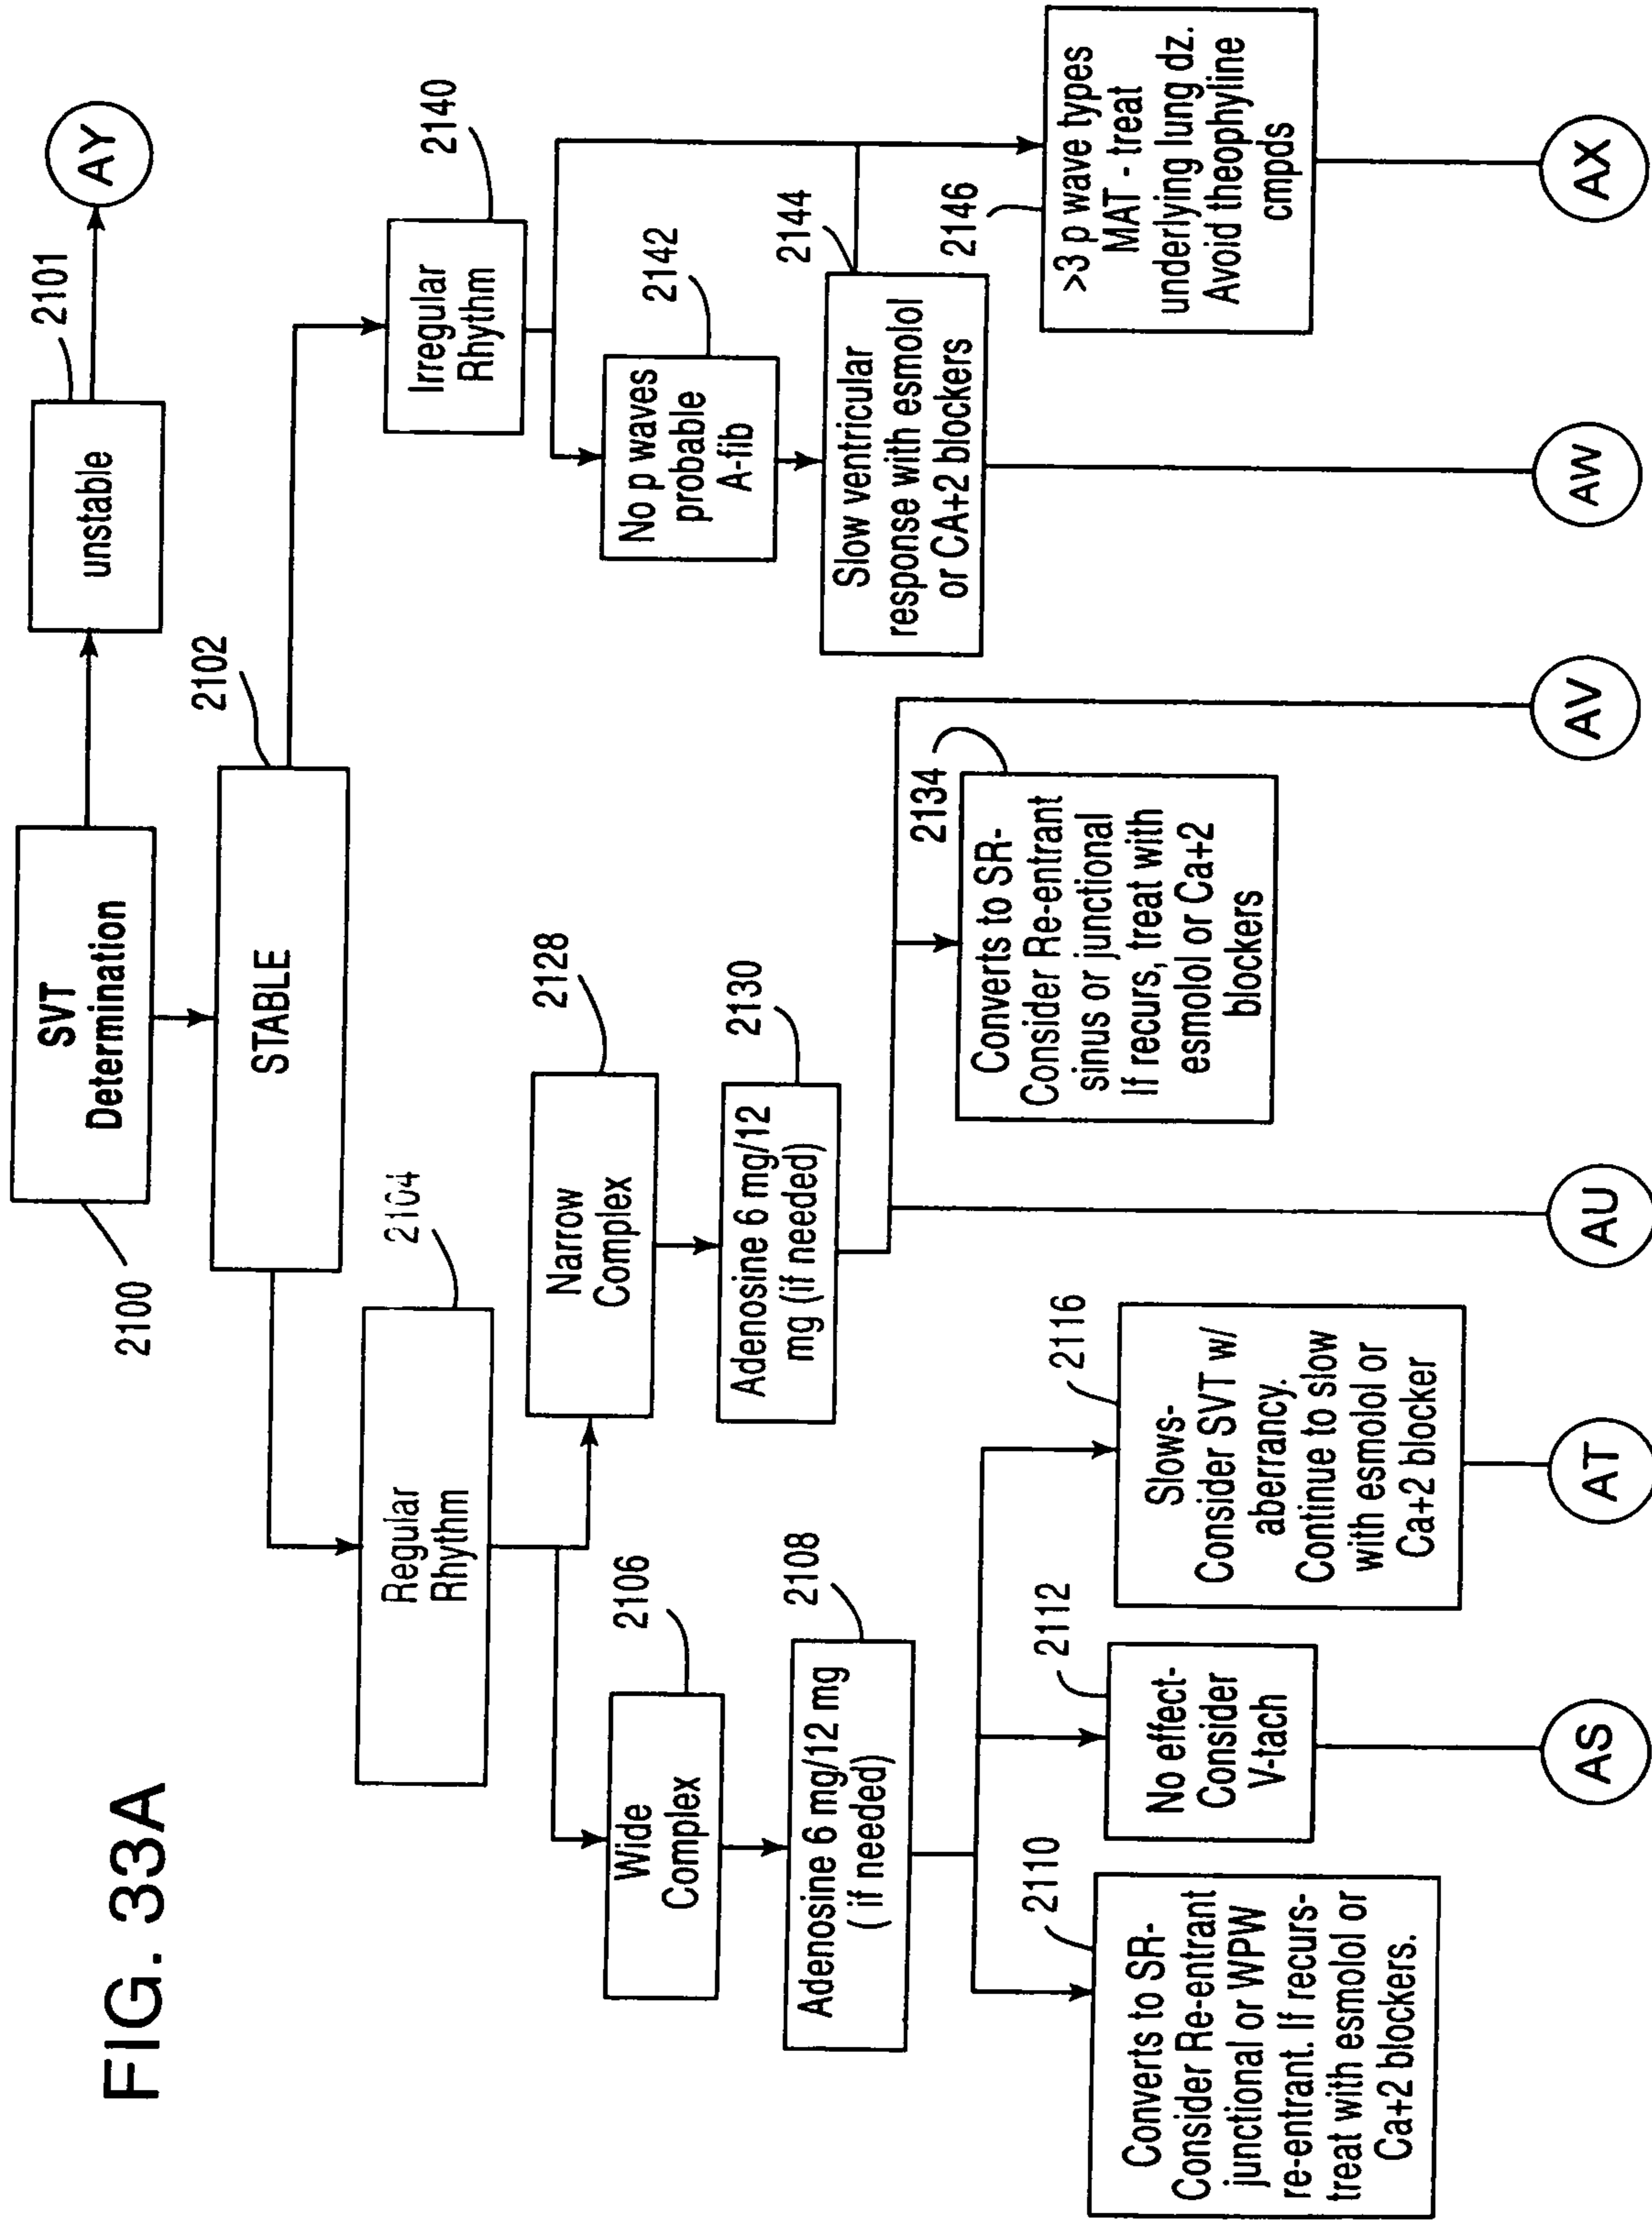 FIG. 33A
SVT
Determination
2100
unstable
2101
AY
STABLE
2102
Regular
Rhythm
2104
Irregular
Rhythm
2140
Wide
Complex
2106
Narrow
Complex
2128
No p waves
probable
A-fib
2142
Adenosine 6 mg/12 mg
( if needed)
2108
Adenosine 6 mg/12
mg (if needed)
2130
Slow ventricular
response with esmolol
or CA+2 blockers
2144
Converts to SR-
Consider Re-entrant
junctional or WPW
re-entrant. If recurs-
treat with esmolol or
Ca+2 blockers.
2110
No effect-
Consider
V-tach
2112
Slows-
Consider SVT w/
aberrancy.
Continue to slow
with esmolol or
Ca+2 blocker
2116
Converts to SR-
Consider Re-entrant
sinus or junctional
If recurs, treat with
esmolol or Ca+2
blockers
2134
>3 p wave types
MAT - treat
underlying lung dz.
Avoid theophyline
cmpds
2146
AS
AT
AU
AV
AW
AX